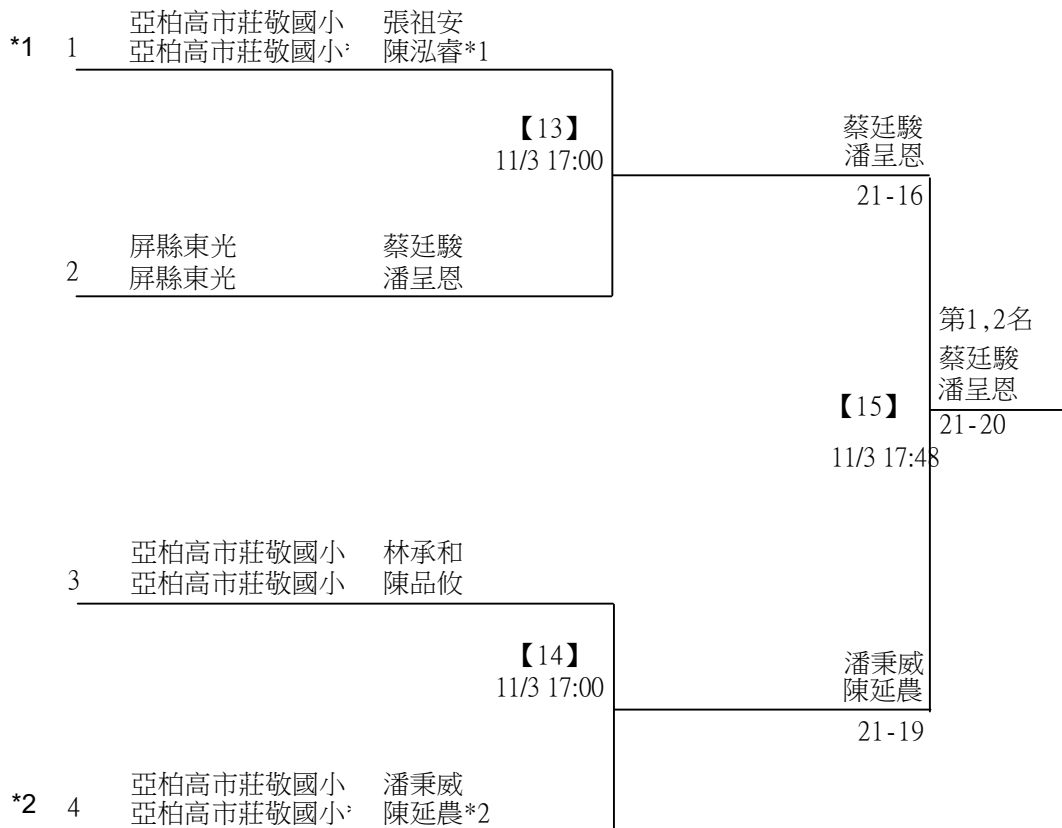 亞柏高市莊敬國小 張祖安
*1 1 亞柏高市莊敬國小* 陳泓睿*1
【13】
11/3 17:00
蔡廷駿
潘呈恩
21-16
屏縣東光 蔡廷駿
2 屏縣東光 潘呈恩
第1,2名
蔡廷駿
潘呈恩
【15】
21-20
11/3 17:48
亞柏高市莊敬國小 林承和
3 亞柏高市莊敬國小 陳品攸
【14】
11/3 17:00
潘秉威
陳延農
21-19
亞柏高市莊敬國小 潘秉威
*2 4 亞柏高市莊敬國小* 陳延農*2